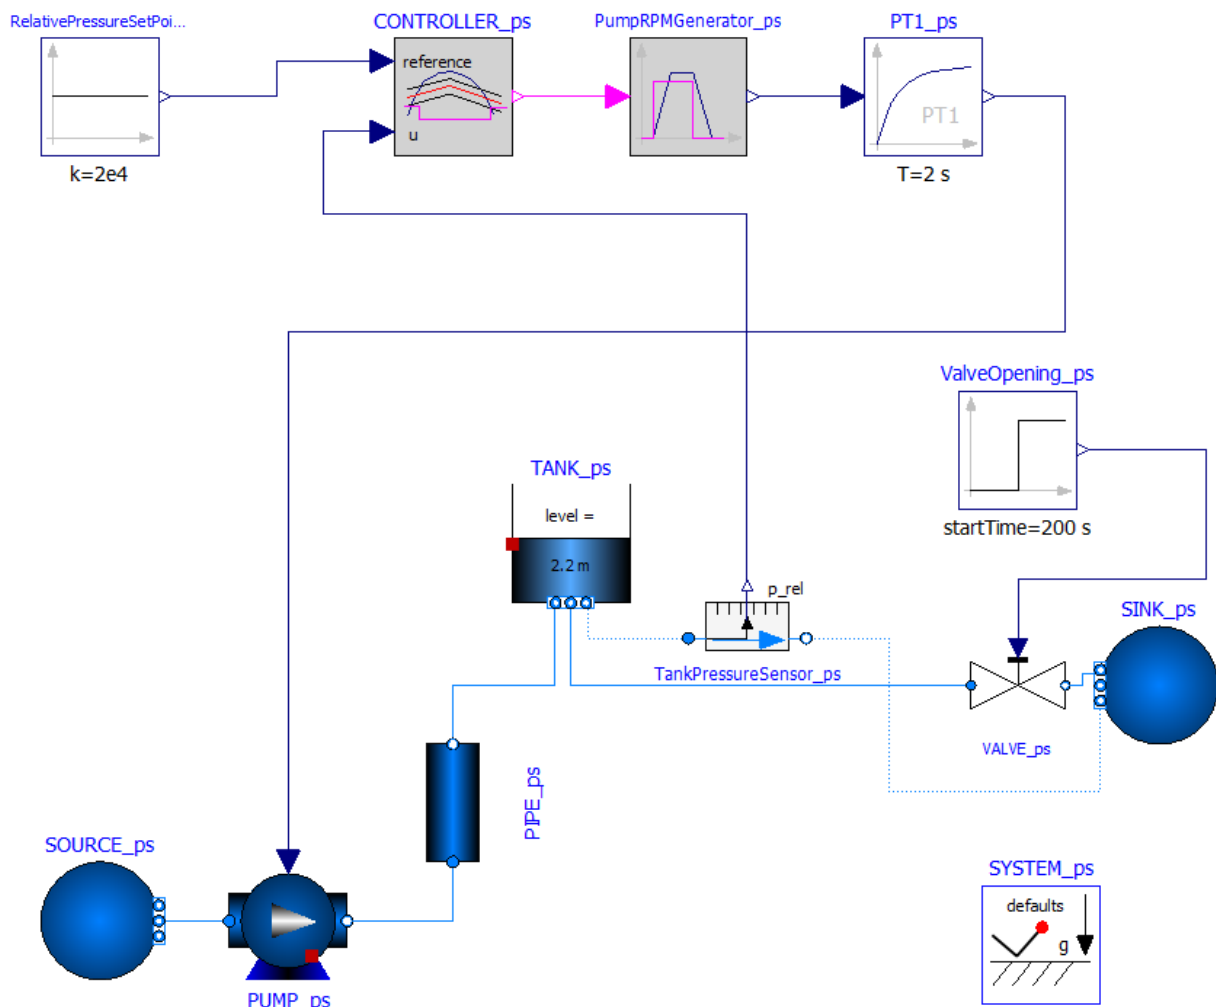 RelativePressureSetPoi...
CONTROLLER_ps
PumpRPMGenerator_ps
PT1_ps
reference
u
PT1
k=2e4
T=2 s
ValveOpening_ps
startTime=200 s
TANK_ps
level =
2.2 m
p_rel
TankPressureSensor_ps
SINK_ps
VALVE_ps
PIPE_ps
SOURCE_ps
PUMP_ps
SYSTEM_ps
defaults
g